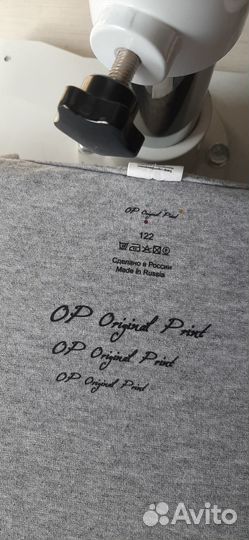 OP Original Print
122
Сделано в России
Made in Russia
OP Original Print
OP Original Print
OP Original Print
Avito